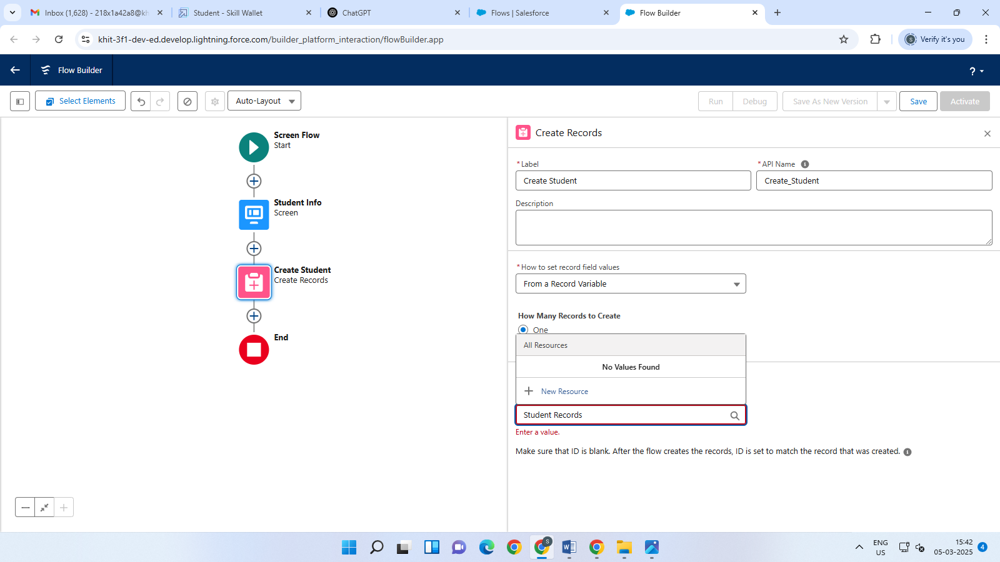 Inbox (1,628) - 218x1a42a8@kh
Student - Skill Wallet
ChatGPT
Flows | Salesforce
Flow Builder
khit-3f1-dev-ed.develop.lightning.force.com/builder_platform_interaction/flowBuilder.app
S
Verify it's you
Flow Builder
?
Select Elements
Auto-Layout
Run
Debug
Save As New Version
Save
Activate
Screen Flow
Start
Student Info
Screen
Create Student
Create Records
End
Create Records
* Label
* API Name
Create Student
Create_Student
Description
* How to set record field values
From a Record Variable
How Many Records to Create
One
All Resources
No Values Found
New Resource
Student Records
Enter a value.
Make sure that ID is blank. After the flow creates the records, ID is set to match the record that was created.
S
ENG
US
15:42
05-03-2025
4